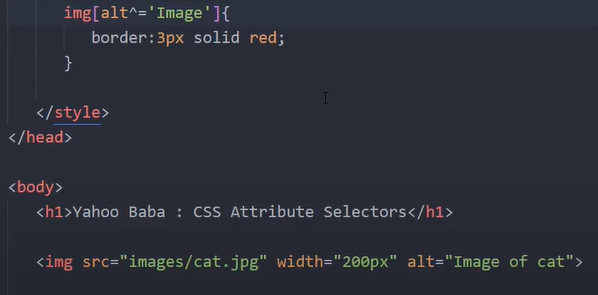 img[alt^='Image']{
border:3px solid red;
}
</style>
</head>
<body>
<h1>Yahoo Baba : CSS Attribute Selectors</h1>
<img src="images/cat.jpg" width="200px" alt="Image of cat">